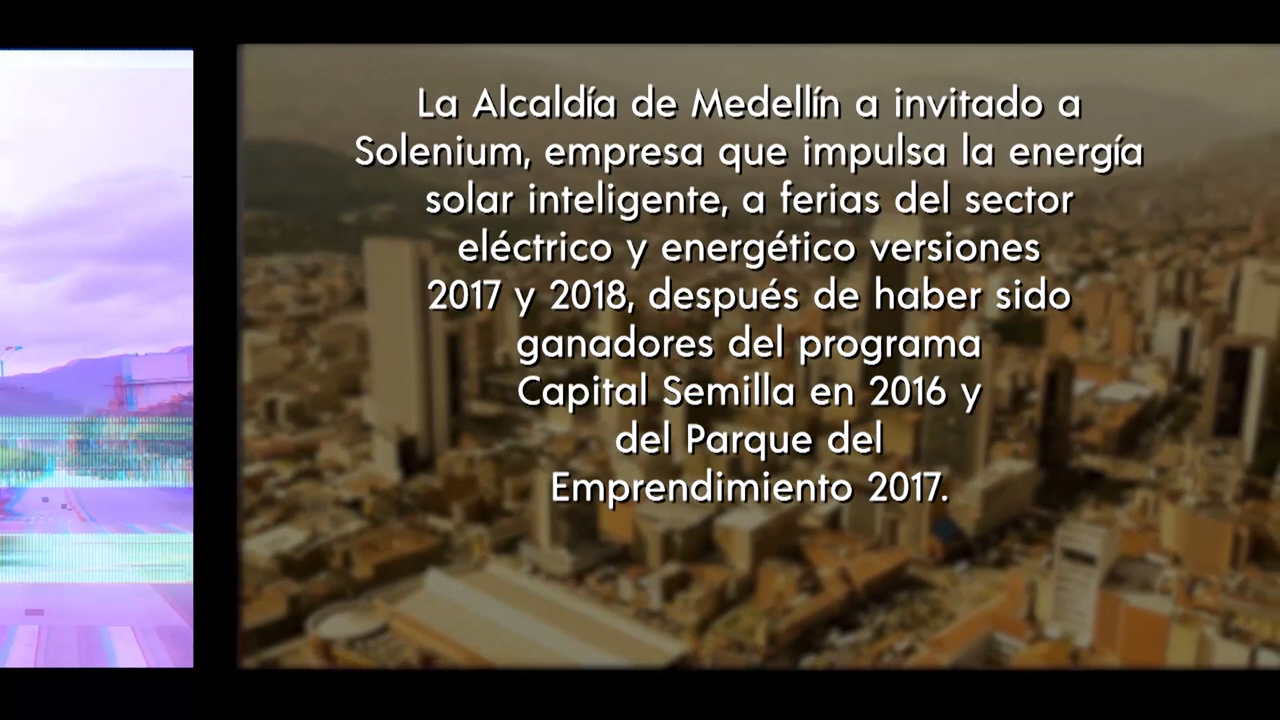 La Alcaldía de Medellín a invitado a
Solenium, empresa que impulsa la energía
solar inteligente, a ferias del sector
eléctrico y energético versiones
2017 y 2018, después de haber sido
ganadores del programa
Capital Semilla en 2016 y
del Parque del
Emprendimiento 2017.